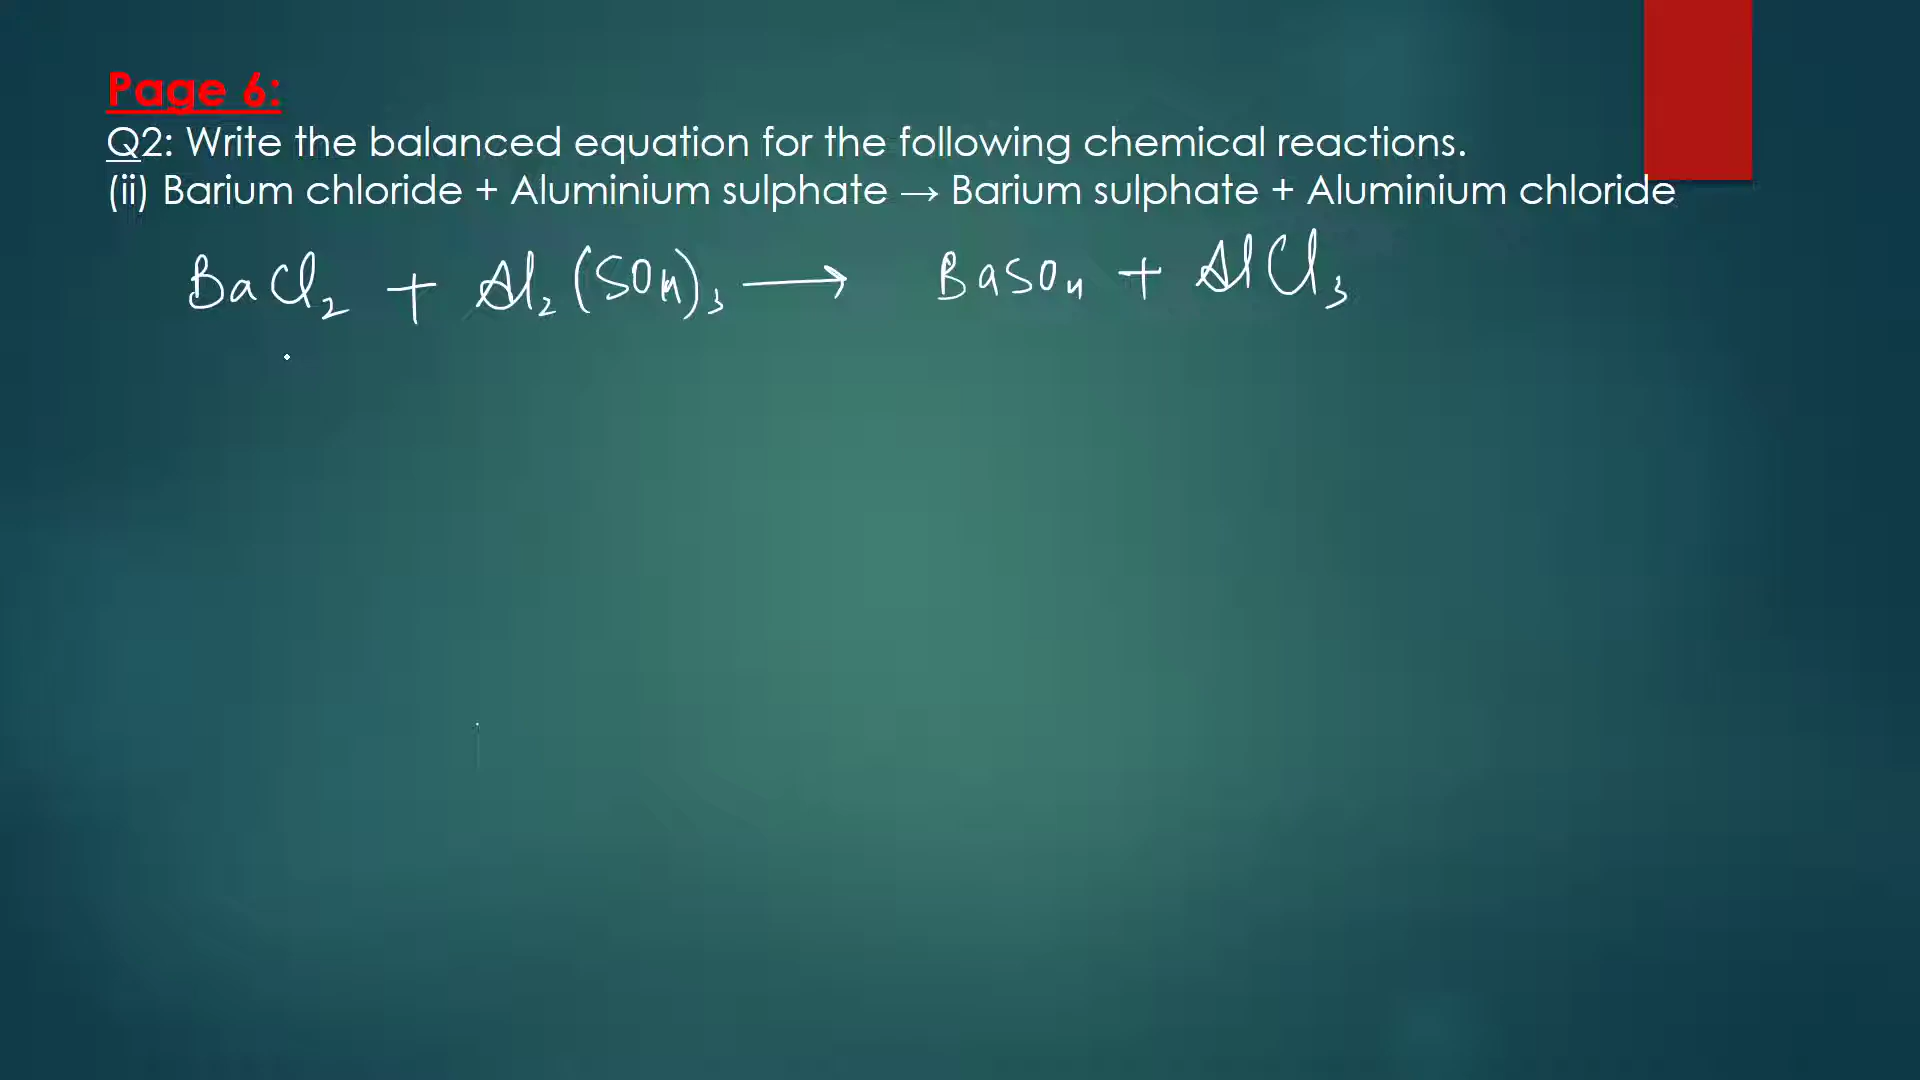 Page 6:
Q2: Write the balanced equation for the following chemical reactions.
(ii) Barium chloride + Aluminium sulphate → Barium sulphate + Aluminium chloride
BaCl₂ + Al₂(SO₄)₃ → BaSO₄ + AlCl₃